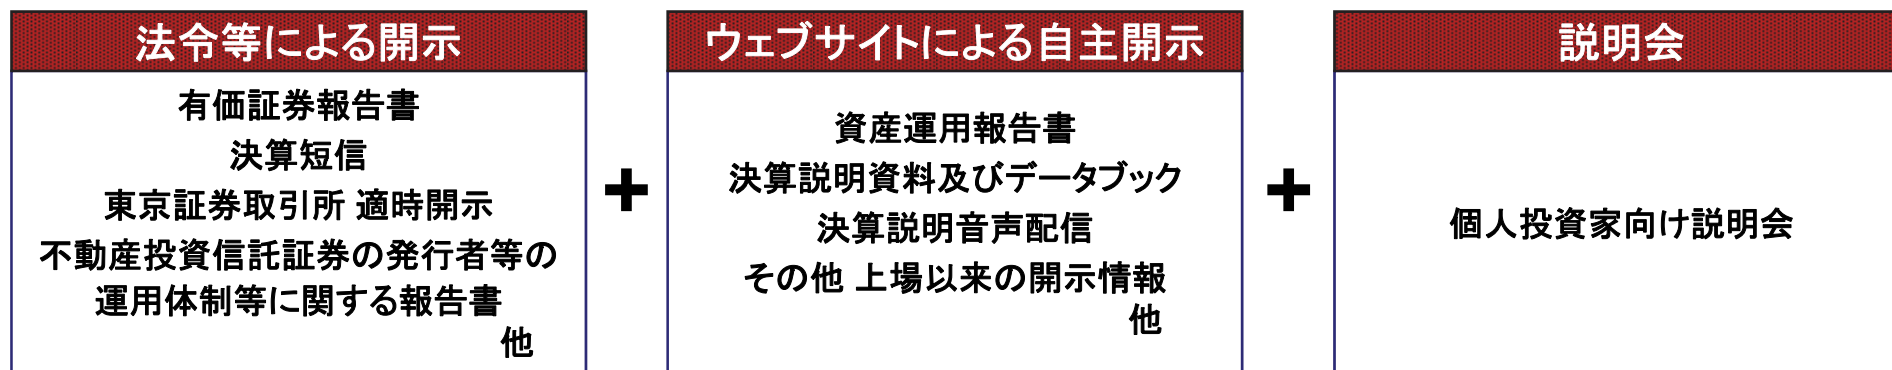 法令等による開示
有価証券報告書
決算短信
東京証券取引所 適時開示
不動産投資信託証券の発行者等の
運用体制等に関する報告書
他
+
ウェブサイトによる自主開示
資産運用報告書
決算説明資料及びデータブック
決算説明音声配信
その他 上場以来の開示情報
他
+
説明会
個人投資家向け説明会